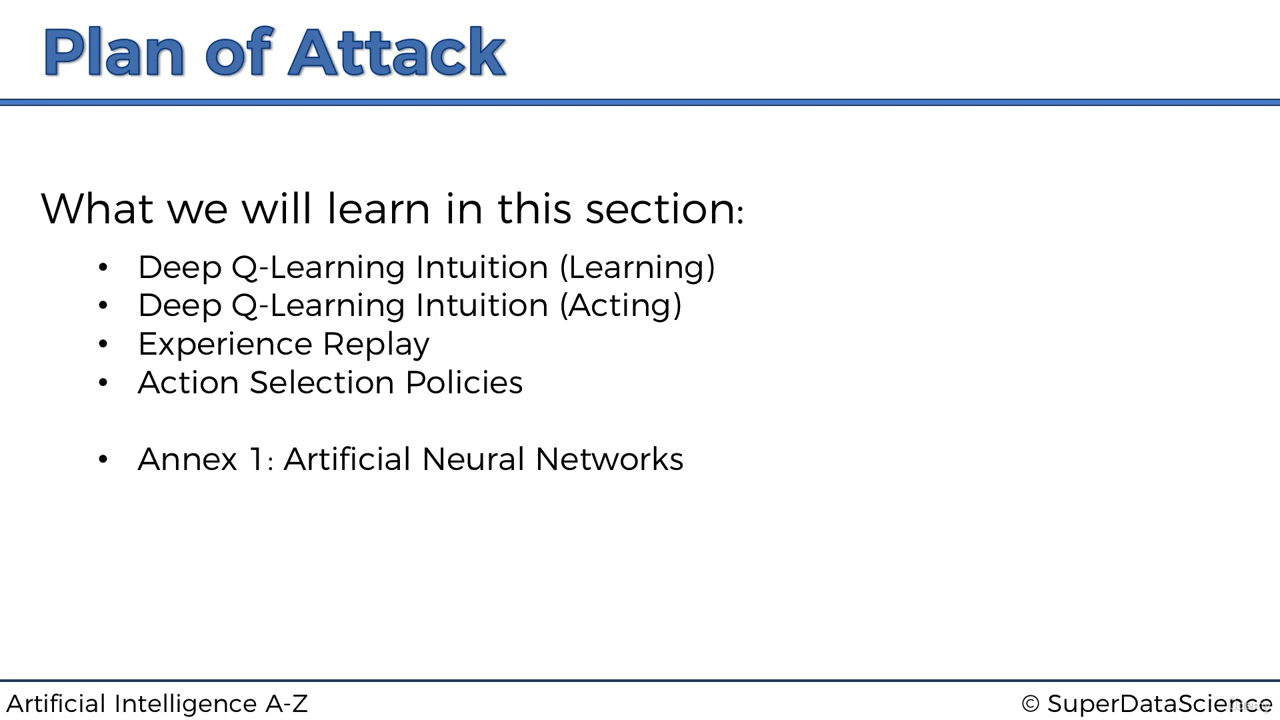 Plan of Attack
What we will learn in this section:
• Deep Q-Learning Intuition (Learning)
• Deep Q-Learning Intuition (Acting)
• Experience Replay
• Action Selection Policies
• Annex 1: Artificial Neural Networks
Artificial Intelligence A-Z
© SuperDataScience